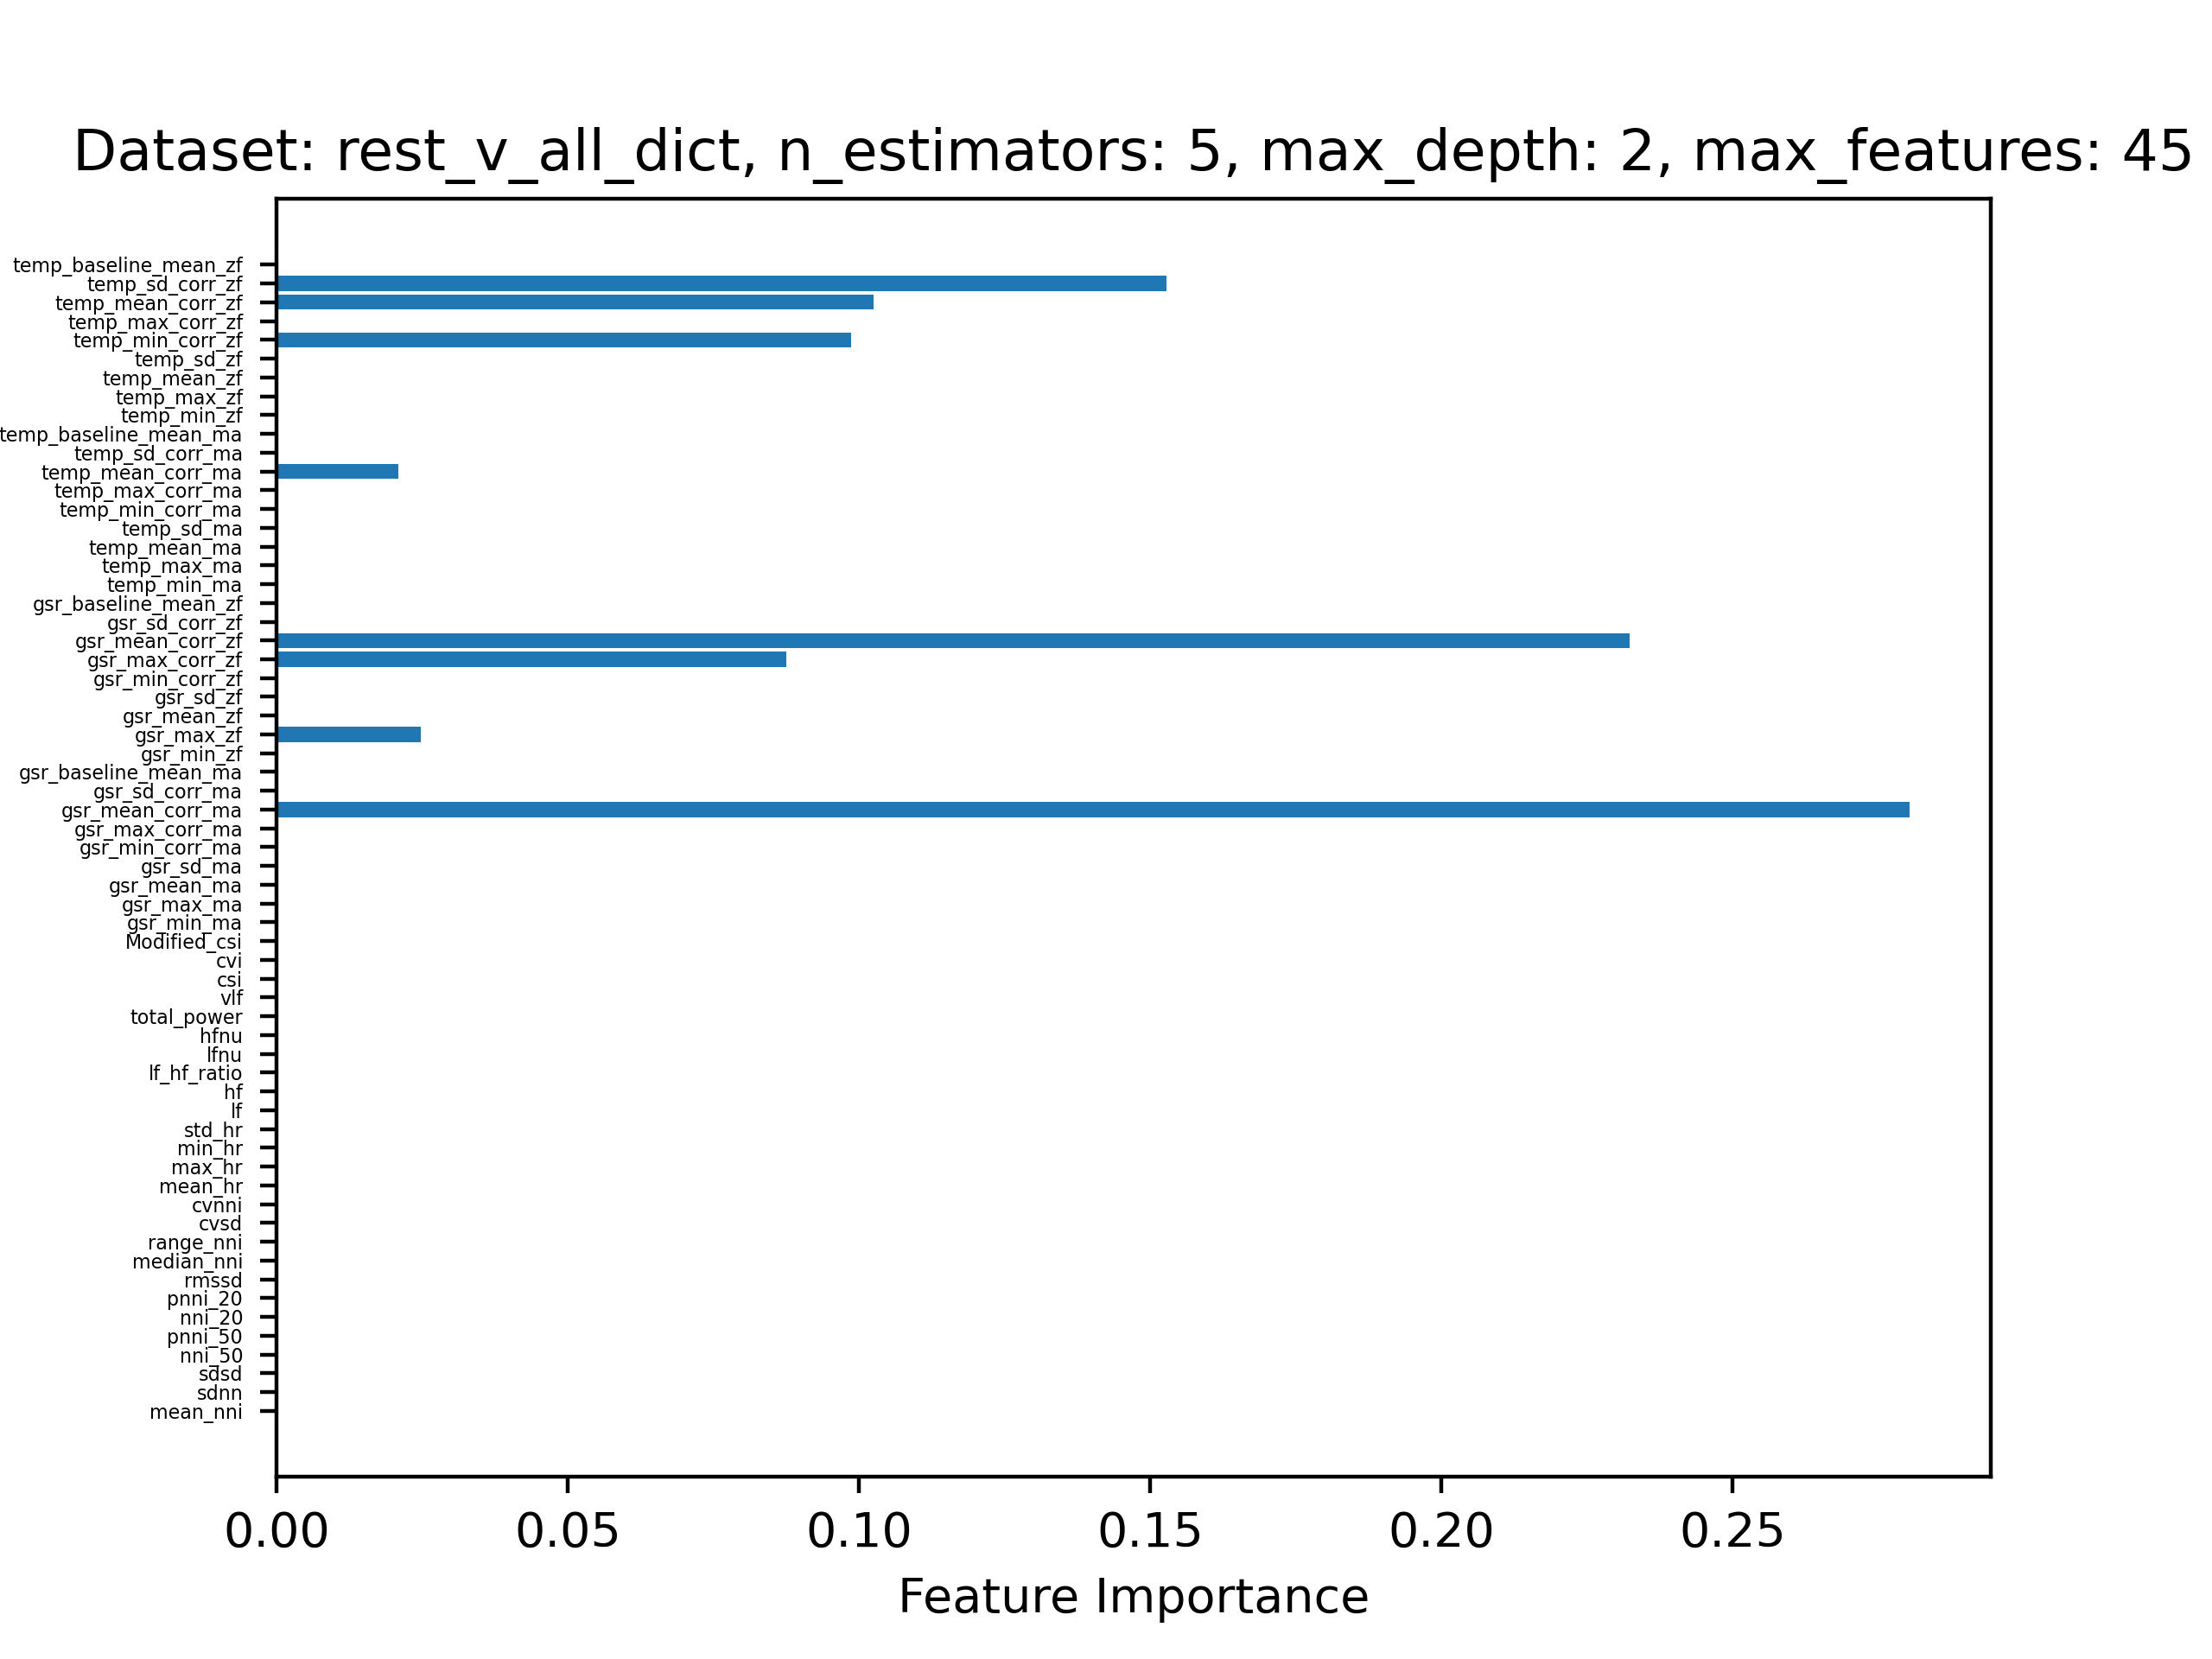 Dataset: rest_v_all_dict, n_estimators: 5, max_depth: 2, max_features: 45
temp_baseline_mean_zf
temp_sd_corr_zf
temp_mean_corr_zf
temp_max_corr_zf
temp_min_corr_zf
temp_sd_zf
temp_mean_zf
temp_max_zf
temp_min_zf
temp_baseline_mean_ma
temp_sd_corr_ma
temp_mean_corr_ma
temp_max_corr_ma
temp_min_corr_ma
temp_sd_ma
temp_mean_ma
temp_max_ma
temp_min_ma
gsr_baseline_mean_zf
gsr_sd_corr_zf
gsr_mean_corr_zf
gsr_max_corr_zf
gsr_min_corr_zf
gsr_sd_zf
gsr_mean_zf
gsr_max_zf
gsr_min_zf
gsr_baseline_mean_ma
gsr_sd_corr_ma
gsr_mean_corr_ma
gsr_max_corr_ma
gsr_min_corr_ma
gsr_sd_ma
gsr_mean_ma
gsr_max_ma
gsr_min_ma
Modified_csi
cvi
csi
vlf
total_power
hfnu
lfnu
lf_hf_ratio
hf
lf
std_hr
min_hr
max_hr
mean_hr
cvnni
cvsd
range_nni
median_nni
rmssd
pnni_20
nni_20
pnni_50
nni_50
sdsd
sdnn
mean_nni
0.00 0.05 0.10 0.15 0.20 0.25
Feature Importance